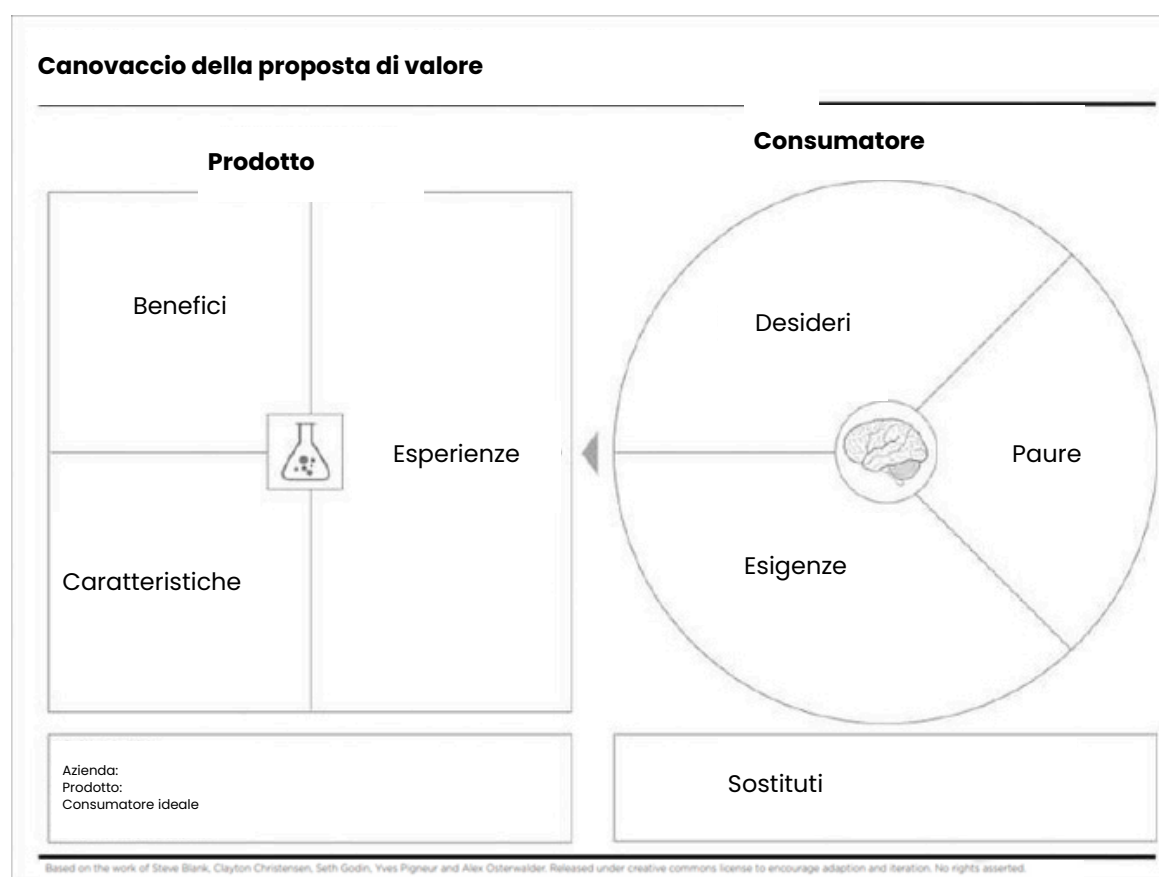 Canovaccio della proposta di valore
Prodotto
Consumatore
Benefici
Esperienze
Caratteristiche
Desideri
Paure
Esigenze
Azienda:
Prodotto:
Consumatore ideale
Sostituti
Based on the work of Steve Blank, Clayton Christensen, Seth Godin, Yves Pigneur and Alex Osterwalder. Released under creative commons license to encourage adaption and iteration. No rights asserted.